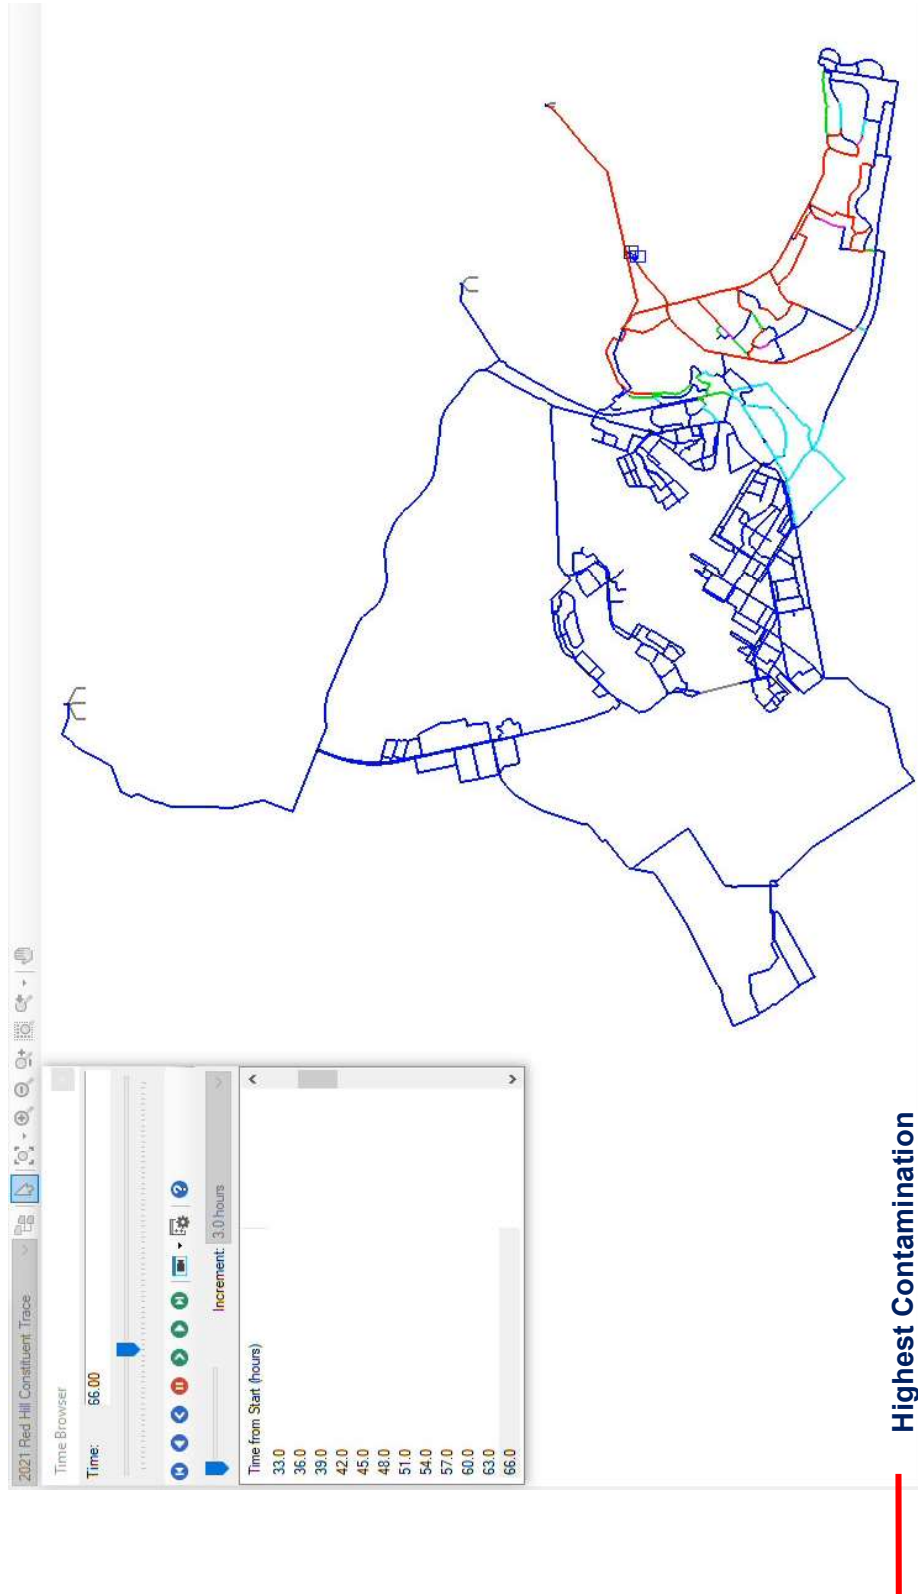 2021 Red Hill Constituent Trace
Time Browser
Time:
66.00
Increment:
3.0 hours
Time from Start (hours)
33.0
36.0
39.0
42.0
45.0
48.0
51.0
54.0
57.0
60.0
63.0
66.0
Highest Contamination